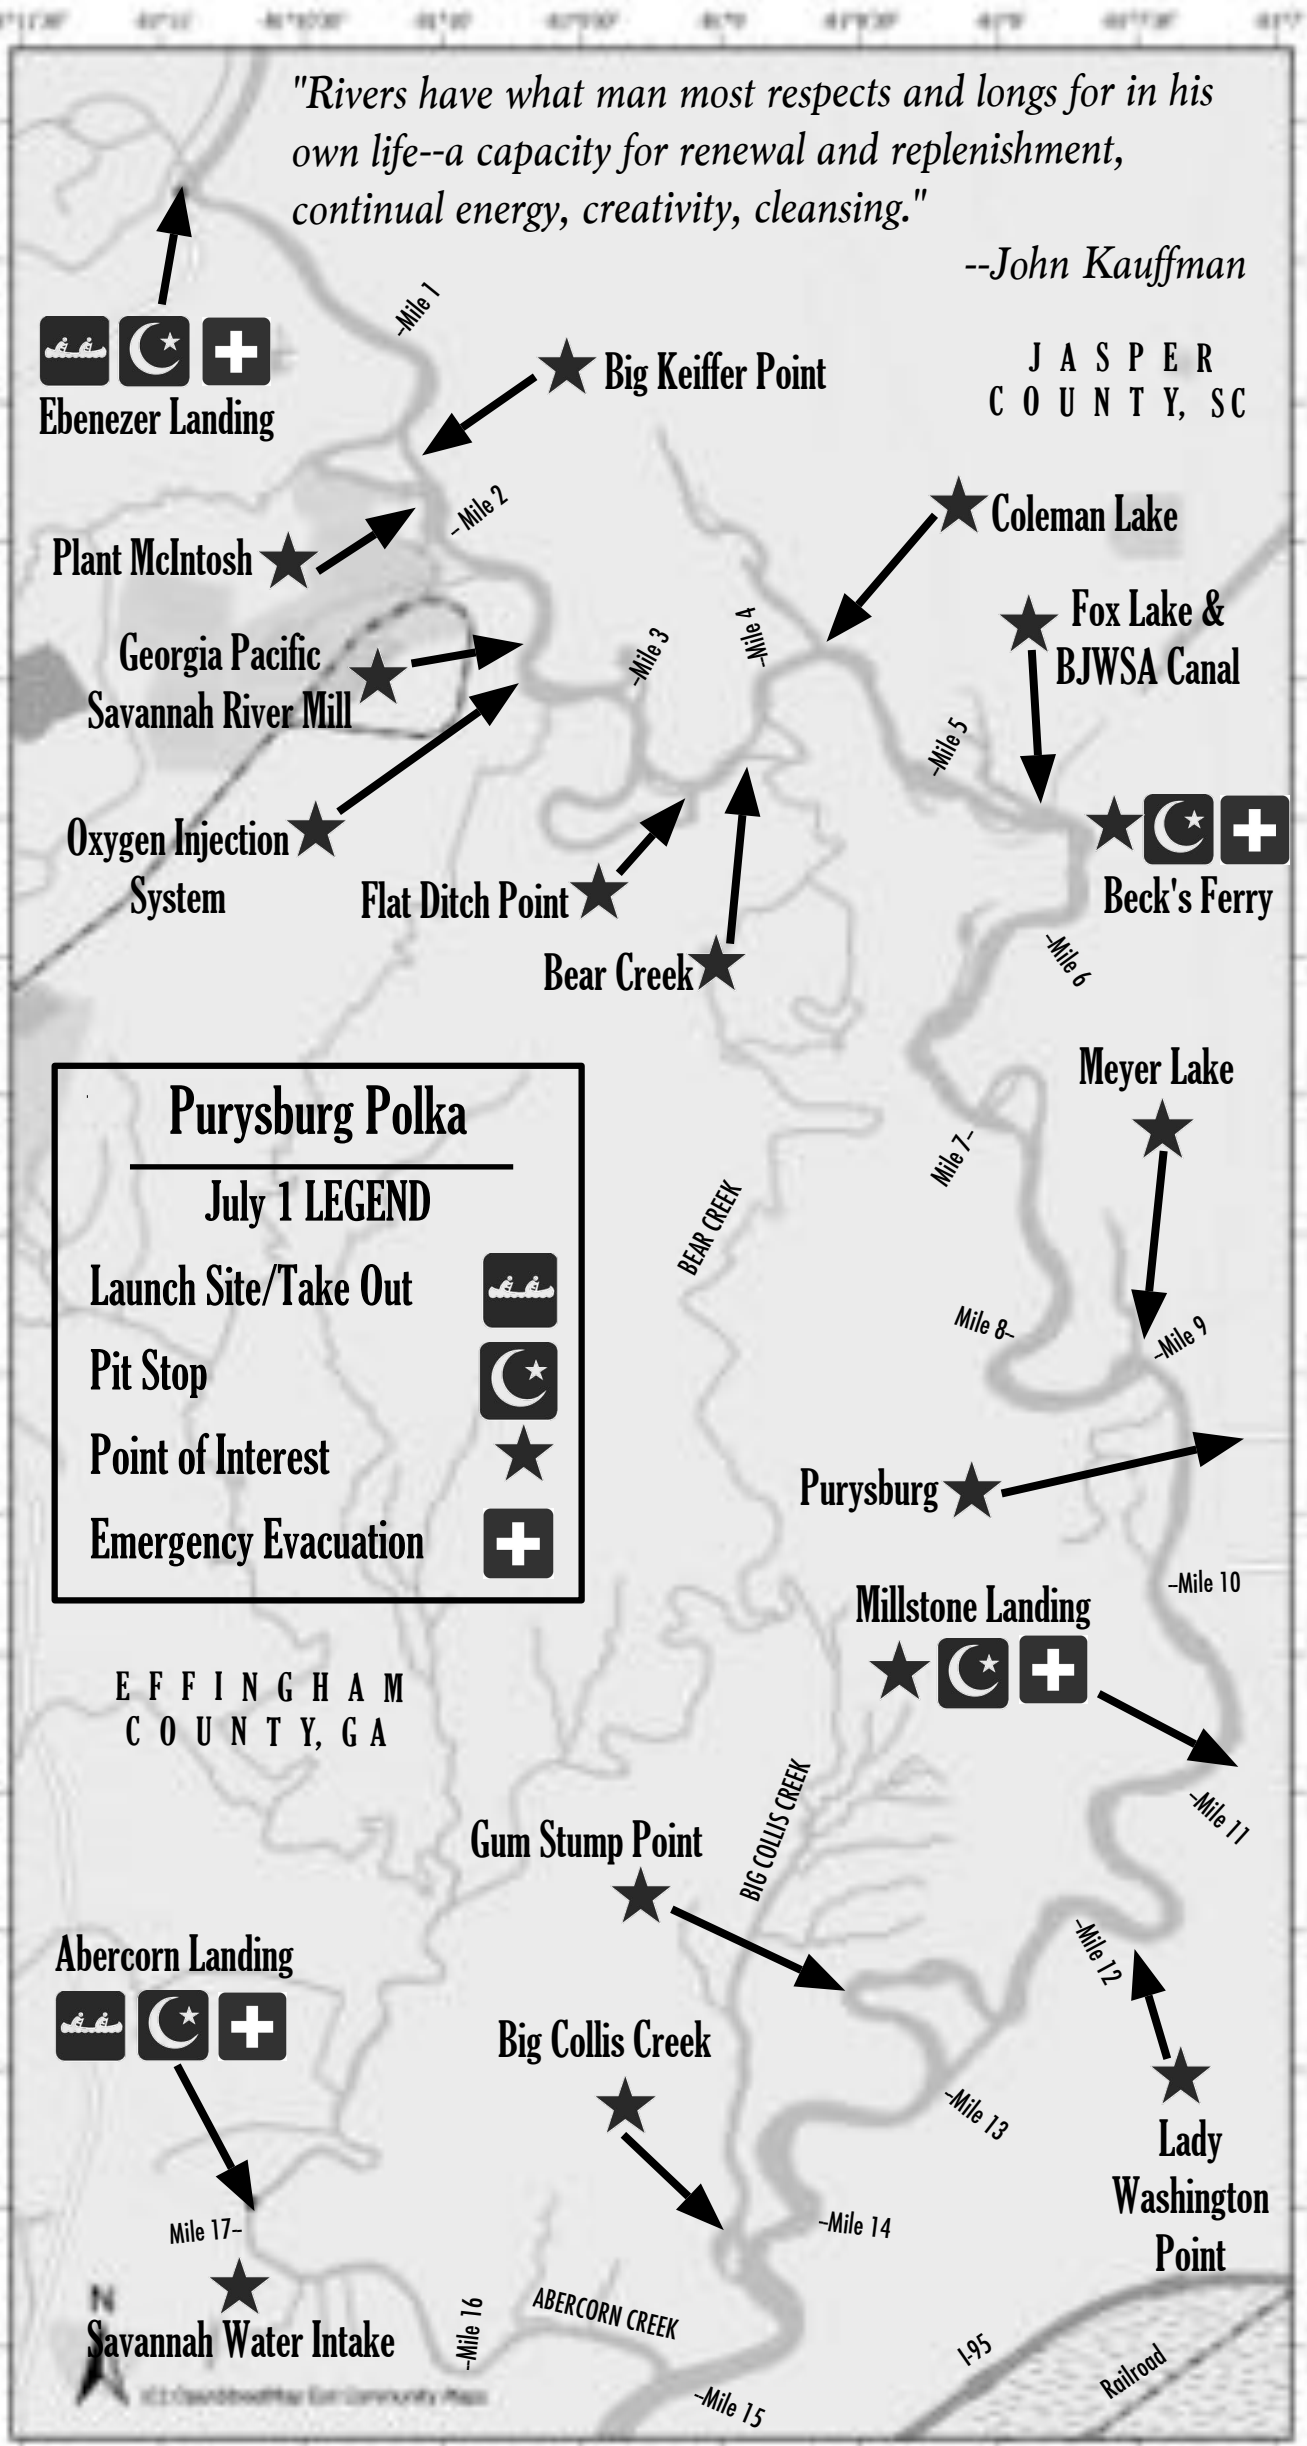 "Rivers have what man most respects and longs for in his
own life--a capacity for renewal and replenishment,
continual energy, creativity, cleansing."
--John Kauffman
–Mile 1
JASPER
COUNTY, SC
Ebenezer Landing
Big Keiffer Point
– Mile 2
Coleman Lake
Plant McIntosh
Fox Lake &
BJWSA Canal
–Mile 3
–Mile 4
Georgia Pacific
Savannah River Mill
–Mile 5
Oxygen Injection
System
Flat Ditch Point
Beck's Ferry
Bear Creek
–Mile 6
Meyer Lake
Purysburg Polka
July 1 LEGEND
Launch Site/Take Out
Pit Stop
Point of Interest
Emergency Evacuation
Mile 7–
BEAR CREEK
Mile 8–
–Mile 9
Purysburg
–Mile 10
Millstone Landing
EFFINGHAM
COUNTY, GA
–Mile 11
BIG COLLIS CREEK
Gum Stump Point
Abercorn Landing
–Mile 12
Big Collis Creek
–Mile 13
Lady
Washington
Point
Mile 17–
–Mile 14
N
Savannah Water Intake
–Mile 16
ABERCORN CREEK
I-95
Railroad
–Mile 15